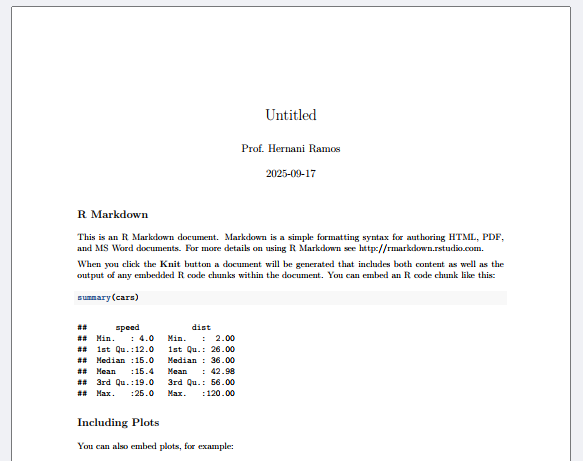 Untitled
Prof. Hernani Ramos
2025-09-17
R Markdown
This is an R Markdown document. Markdown is a simple formatting syntax for authoring HTML, PDF,
and MS Word documents. For more details on using R Markdown see http://rmarkdown.rstudio.com.
When you click the Knit button a document will be generated that includes both content as well as the
output of any embedded R code chunks within the document. You can embed an R code chunk like this:
summary(cars)
##      speed           dist
##  Min.   : 4.0   Min.   :  2.00
##  1st Qu.:12.0   1st Qu.: 26.00
##  Median :15.0   Median : 36.00
##  Mean   :15.4   Mean   : 42.98
##  3rd Qu.:19.0   3rd Qu.: 56.00
##  Max.   :25.0   Max.   :120.00
Including Plots
You can also embed plots, for example: